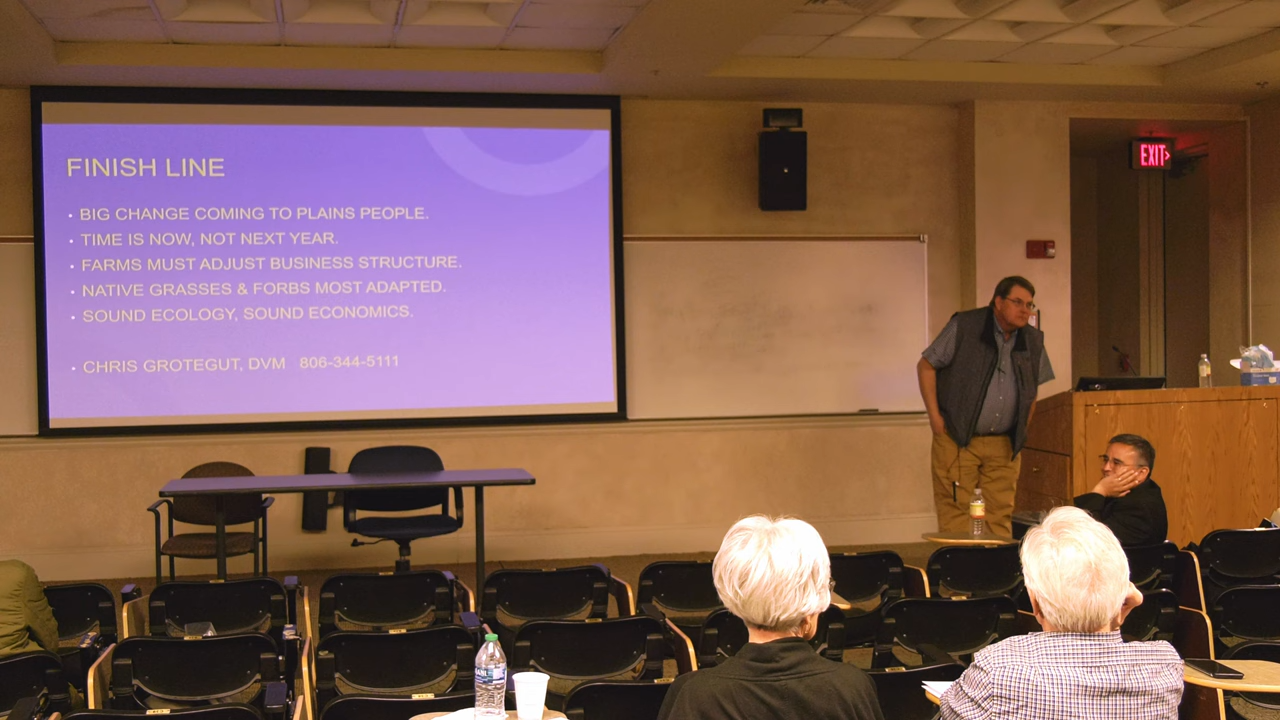 FINISH LINE
• BIG CHANGE COMING TO PLAINS PEOPLE.
• TIME IS NOW, NOT NEXT YEAR.
• FARMS MUST ADJUST BUSINESS STRUCTURE.
• NATIVE GRASSES & FORBS MOST ADAPTED.
• SOUND ECOLOGY, SOUND ECONOMICS.
• CHRIS GROTEGUT, DVM 806-344-5111
EXIT